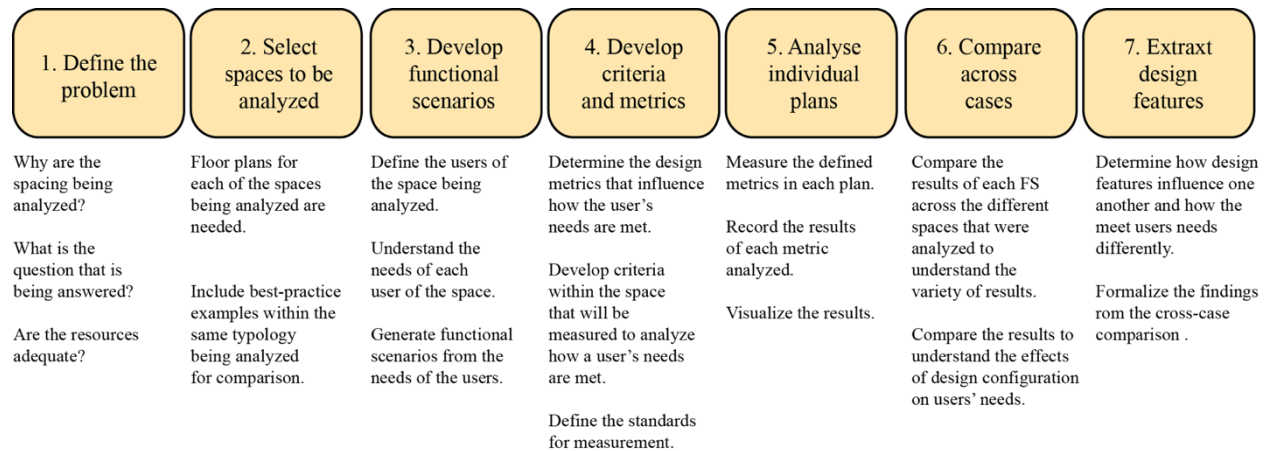 1. Define the
problem
2. Select
spaces to be
analyzed
3. Develop
functional
scenarios
4. Develop
criteria
and metrics
5. Analyse
individual
plans
6. Compare
across
cases
7. Extraxt
design
features
Why are the
spacing being
analyzed?
What is the
question that is
being answered?
Are the resources
adequate?
Floor plans for
each of the spaces
being analyzed are
needed.
Include best-practice
examples within the
same typology
being analyzed
for comparison.
Define the users of
the space being
analyzed.
Understand the
needs of each
user of the space.
Generate functional
scenarios from the
needs of the users.
Determine the design
metrics that influence
how the user’s
needs are met.
Develop criteria
within the space
that will be
measured to analyze
how a user’s needs
are met.
Define the standards
for measurement.
Measure the defined
metrics in each plan.
Record the results
of each metric
analyzed.
Visualize the results.
Compare the
results of each FS
across the different
spaces that were
analyzed to
understand the
variety of results.
Compare the results to
understand the effects
of design configuration
on users’ needs.
Determine how design
features influence one
another and how the
meet users needs
differently.
Formalize the findings
rom the cross-case
comparison .